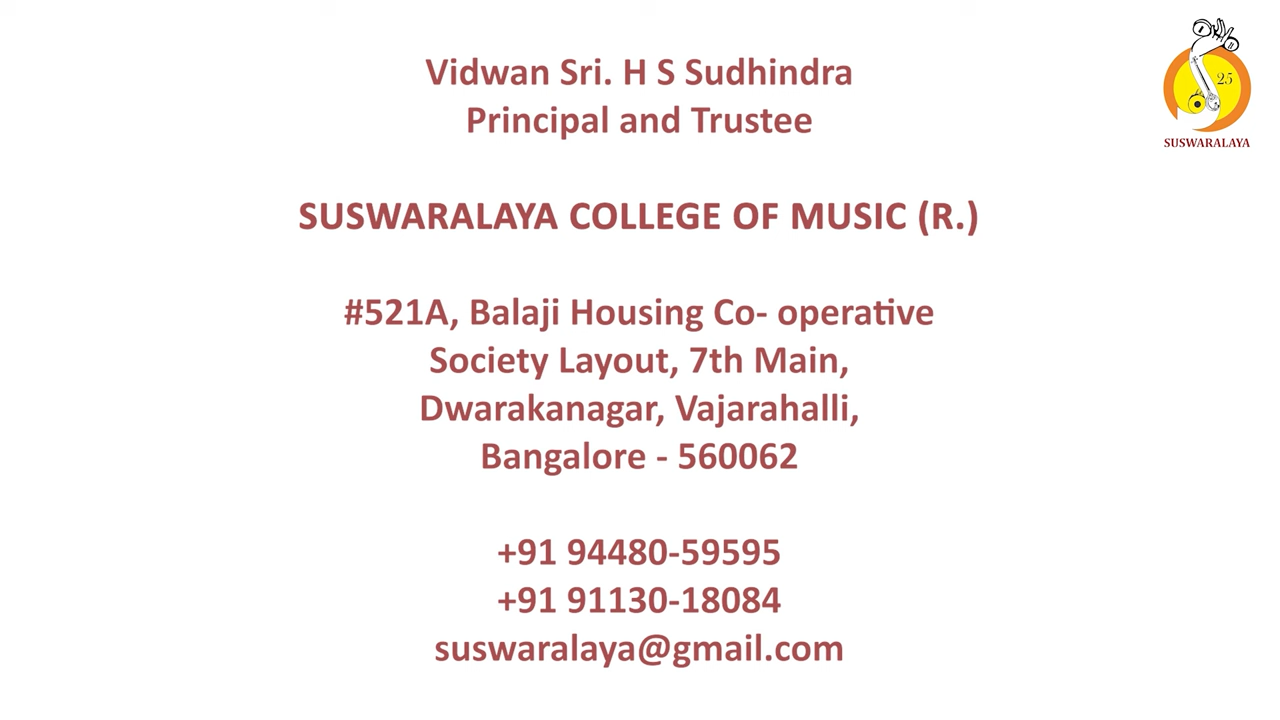 Vidwan Sri. H S Sudhindra
Principal and Trustee
25
SUSWARALAYA
SUSWARALAYA COLLEGE OF MUSIC (R.)
#521A, Balaji Housing Co- operative
Society Layout, 7th Main,
Dwarakanagar, Vajarahalli,
Bangalore - 560062
+91 94480-59595
+91 91130-18084
suswaralaya@gmail.com